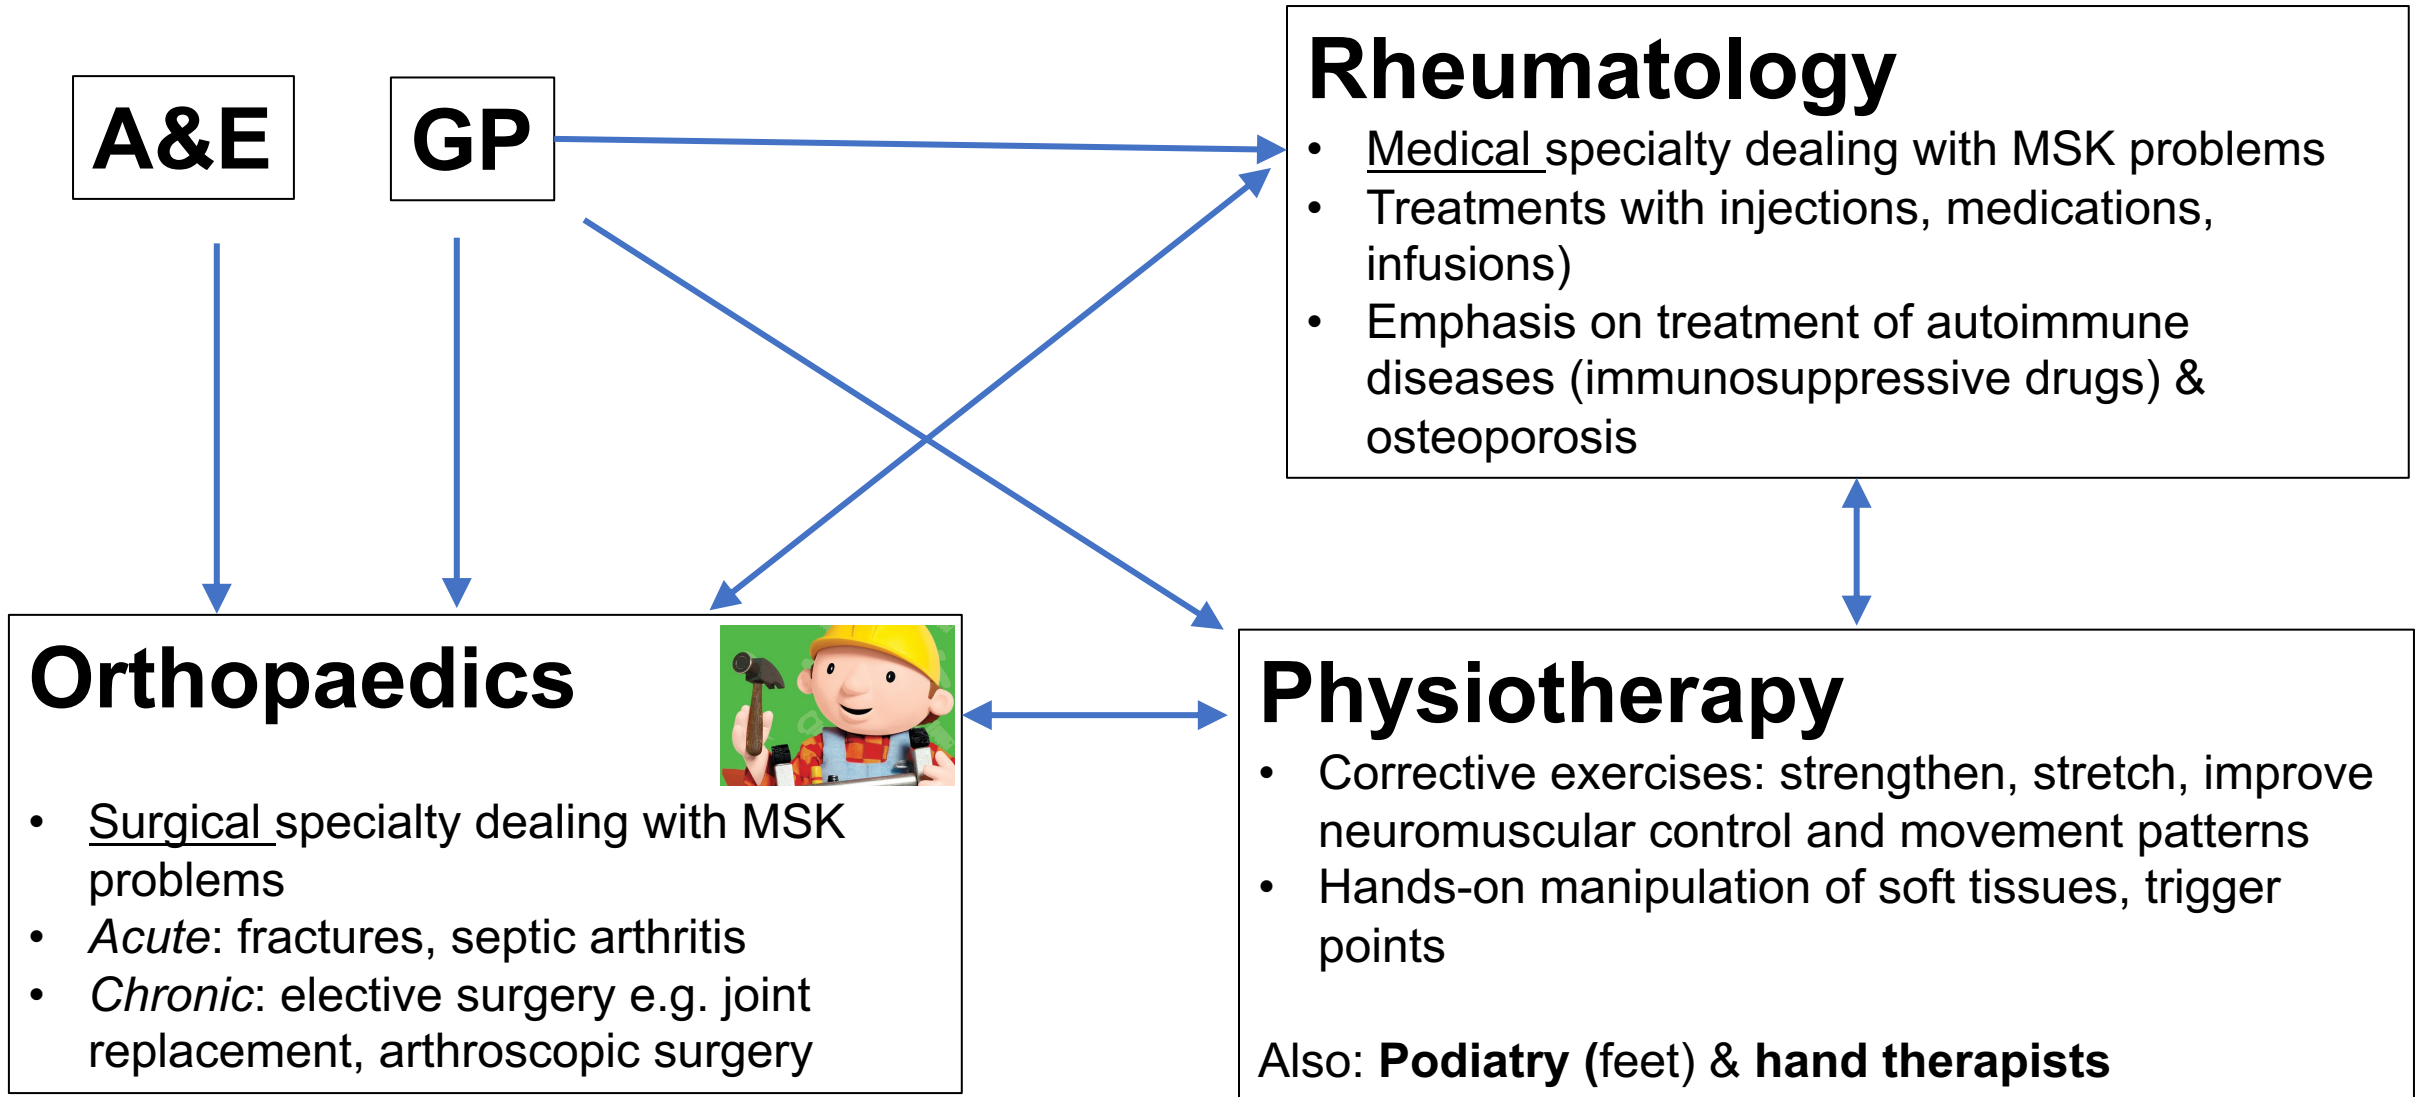 A&E
GP
Rheumatology
• Medical specialty dealing with MSK problems
• Treatments with injections, medications,
infusions)
• Emphasis on treatment of autoimmune
diseases (immunosuppressive drugs) &
osteoporosis
Orthopaedics
• Surgical specialty dealing with MSK
problems
• Acute: fractures, septic arthritis
• Chronic: elective surgery e.g. joint
replacement, arthroscopic surgery
Physiotherapy
• Corrective exercises: strengthen, stretch, improve
neuromuscular control and movement patterns
• Hands-on manipulation of soft tissues, trigger
points
Also: Podiatry (feet) & hand therapists